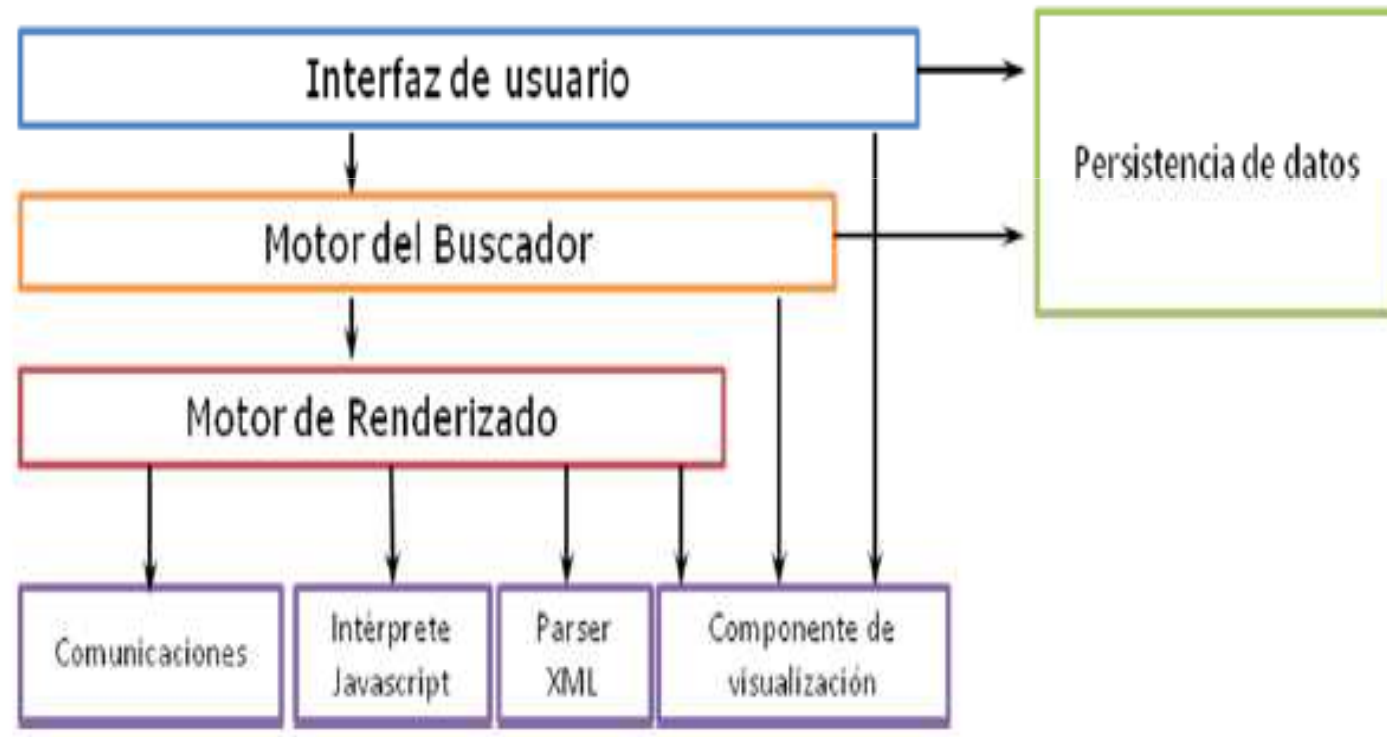 Interfaz de usuario
Persistencia de datos
Motor del Buscador
Motor de Renderizado
Comunicaciones
Intérprete
Javascript
Parser
XML
Componente de
visualización